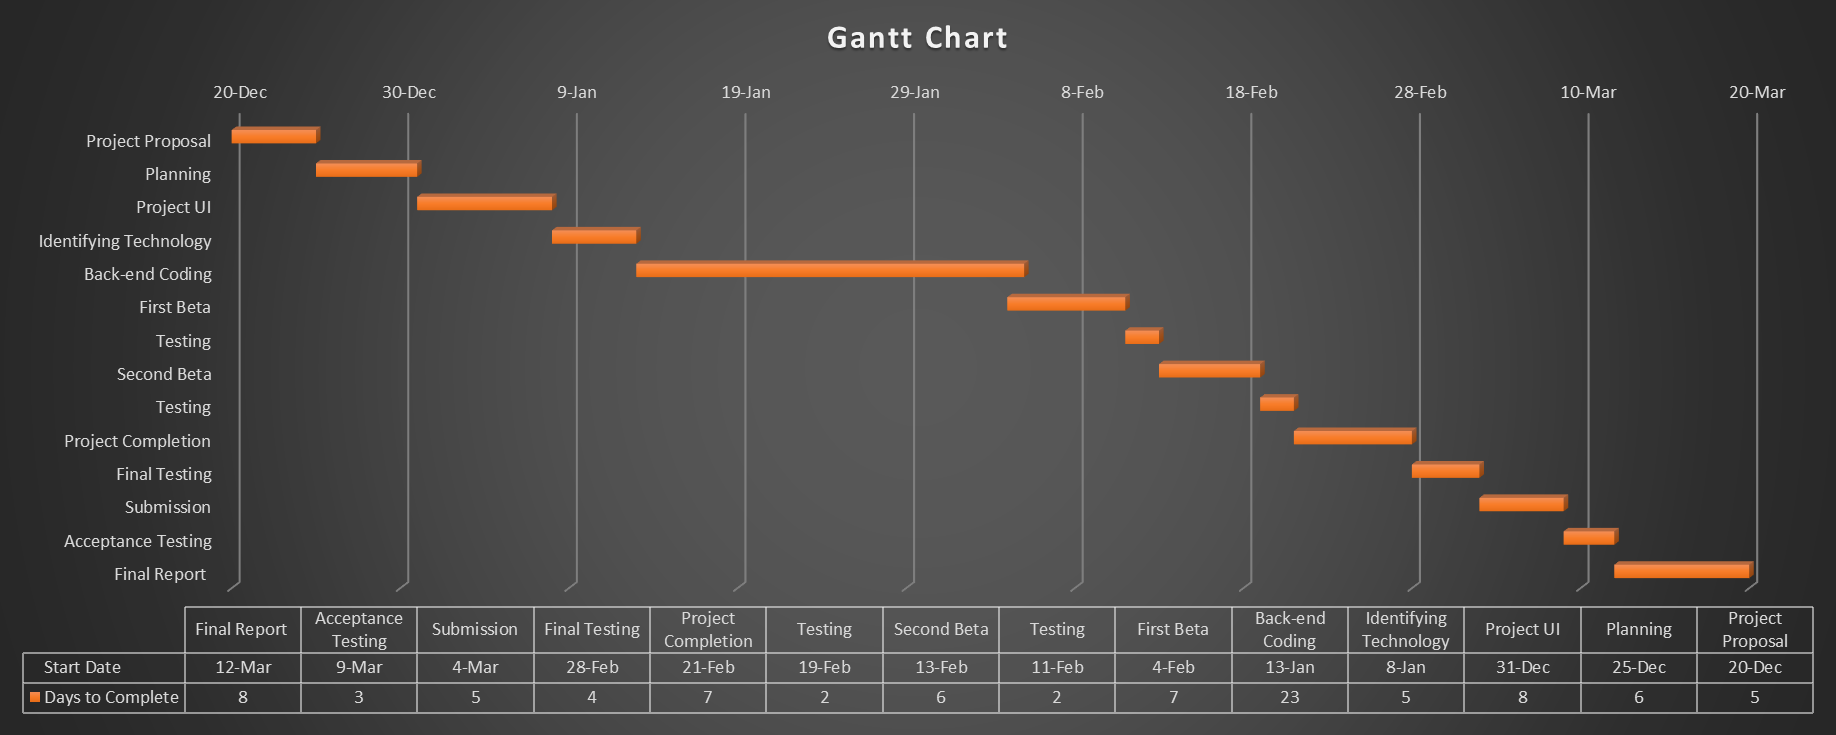 Gantt Chart
20-Dec 30-Dec 9-Jan 19-Jan 29-Jan 8-Feb 18-Feb 28-Feb 10-Mar 20-Mar
Project Proposal
Planning
Project UI
Identifying Technology
Back-end Coding
First Beta
Testing
Second Beta
Testing
Project Completion
Final Testing
Submission
Acceptance Testing
Final Report
Final Report Acceptance Testing Submission Final Testing Project Completion Testing Second Beta Testing First Beta Back-end Coding Identifying Technology Project UI Planning Project Proposal
Start Date 12-Mar 9-Mar 4-Mar 28-Feb 21-Feb 19-Feb 13-Feb 11-Feb 4-Feb 13-Jan 8-Jan 31-Dec 25-Dec 20-Dec
Days to Complete 8 3 5 4 7 2 6 2 7 23 5 8 6 5